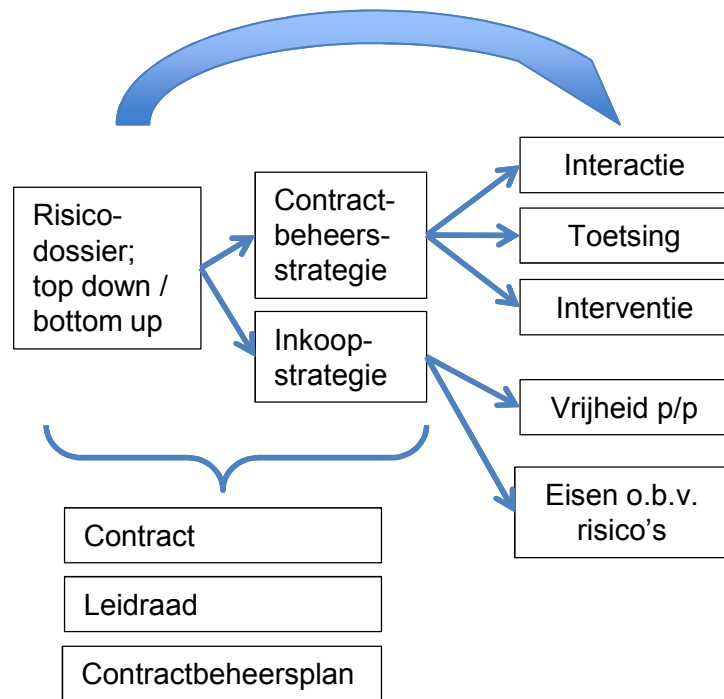 Risico-
dossier;
top down /
bottom up
Contract-
beheers-
strategie
Inkoop-
strategie
Interactie
Toetsing
Interventie
Vrijheid p/p
Eisen o.b.v.
risico’s
Contract
Leidraad
Contractbeheersplan